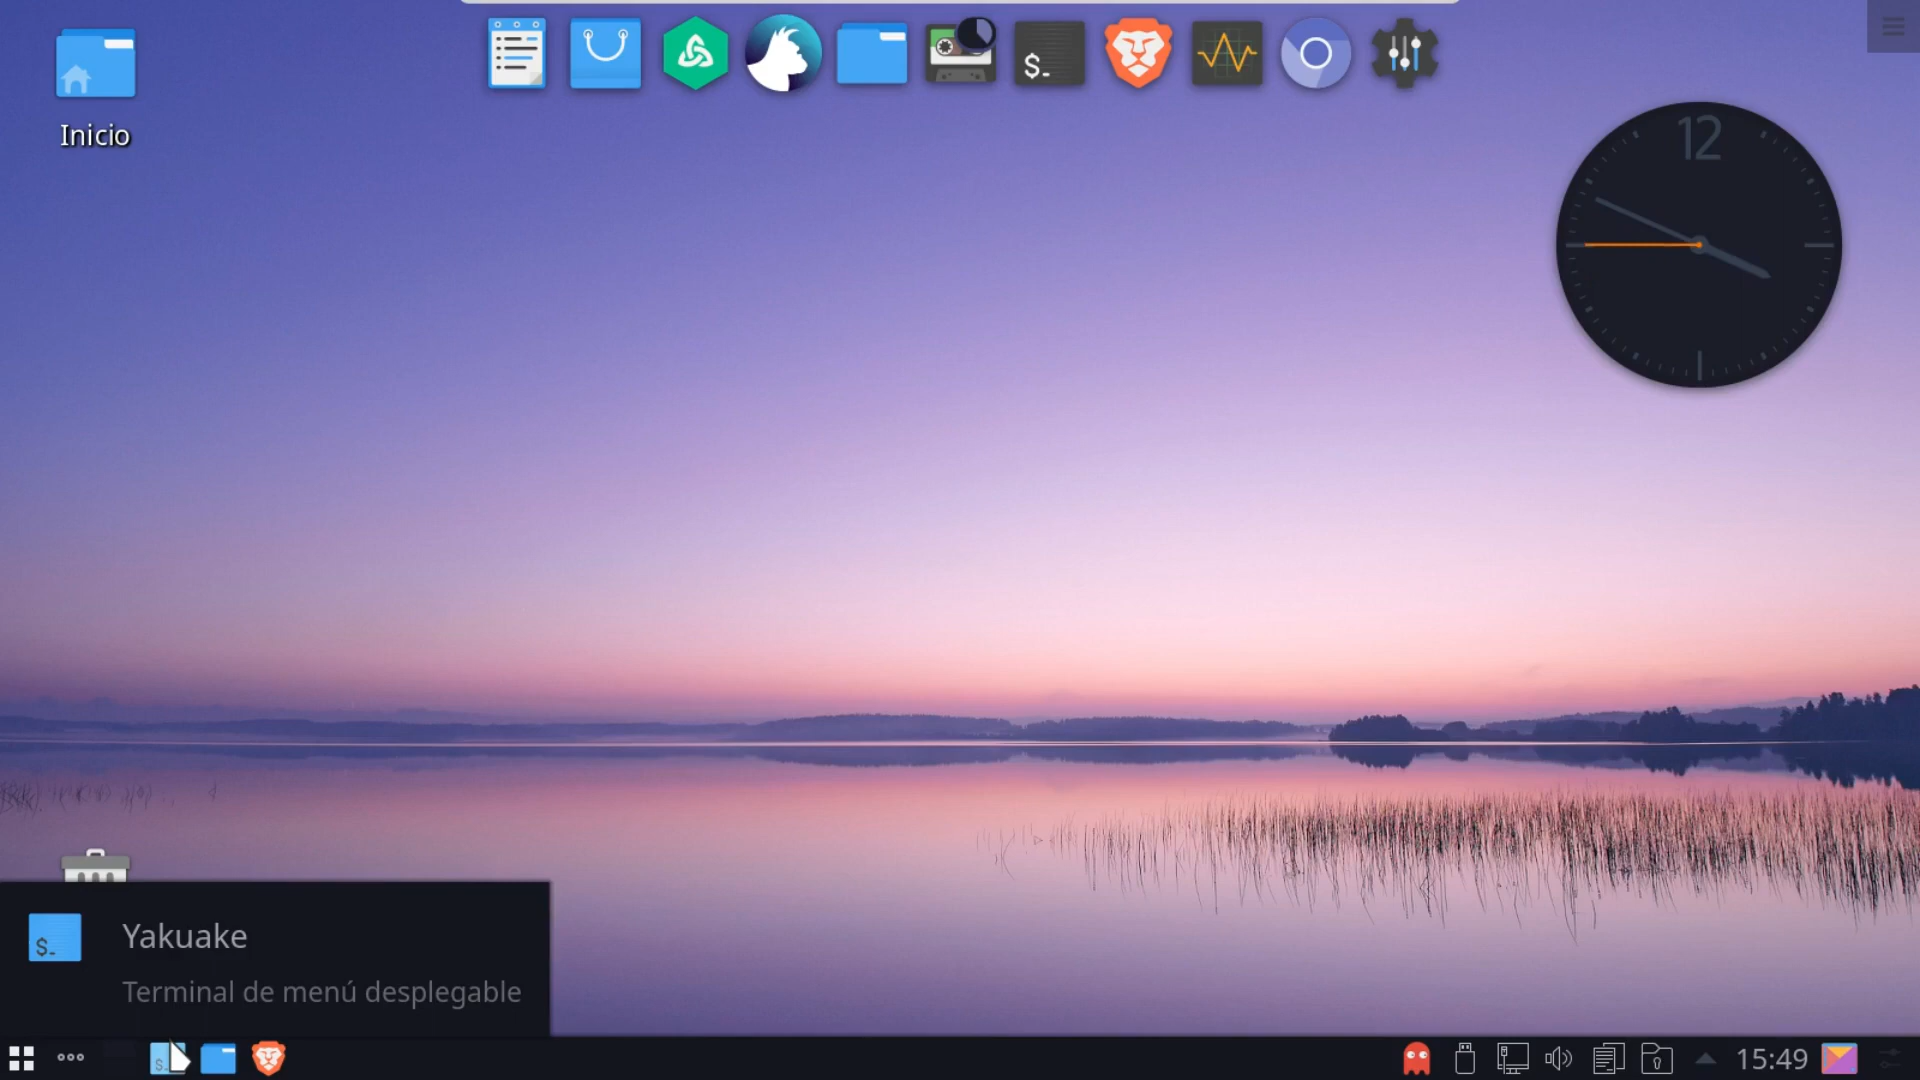 Inicio
$_
12
$_
Yakuake
Terminal de menú desplegable
$_
15:49